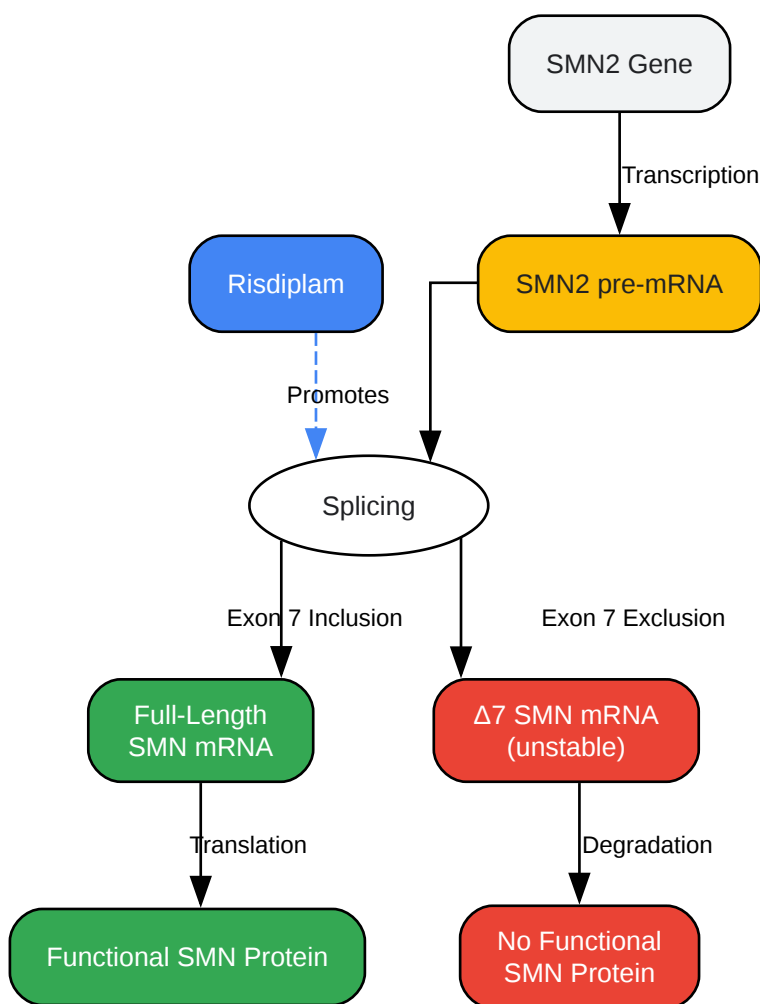 SMN2 Gene
Transcription
Risdiplam
SMN2 pre-mRNA
Promotes
Splicing
Exon 7 Inclusion
Exon 7 Exclusion
Full-Length
SMN mRNA
Δ7 SMN mRNA
(unstable)
Translation
Degradation
Functional SMN Protein
No Functional
SMN Protein